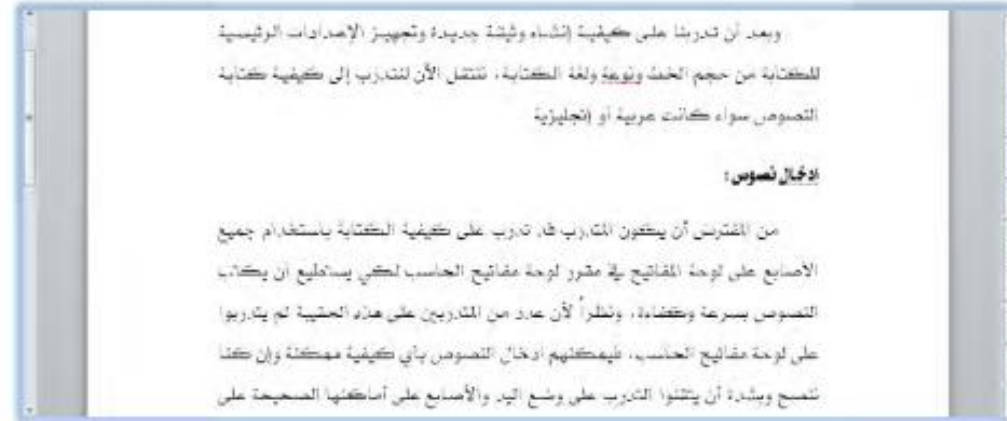 وبعد أن تدربنا على كيفية إنشاء وثيقة جديدة وتجهيز الإعدادات الرئيسية
للكتابة من حجم الخط ونوعية ولغة الكتابة، ننتقل الأن لنتدرب إلى كيفية كتابة
النصوص سواء كانت عربية أو إنجليزية
إدخال نصوص:
من المفترض أن يكون المتدرب قد تدرب على كيفية الكتابة باستخدام جميع
الأصابع على لوحة المفاتيح في مقرر لوحة مفاتيح الحاسب لكي يستطيع أن يكتب
النصوص بسرعة وكفاءة، ونظراً لأن عدد من المتدربين على هذه الحقيبة لم يتدربوا
على لوحة مفاتيح الحاسب، فيمكنهم ادخال النصوص بأي كيفية ممكنة وإن كنا
ننصح وبشدة أن يتقنوا التدرب على وضع اليد والأصابع على أماكنها الصحيحة على